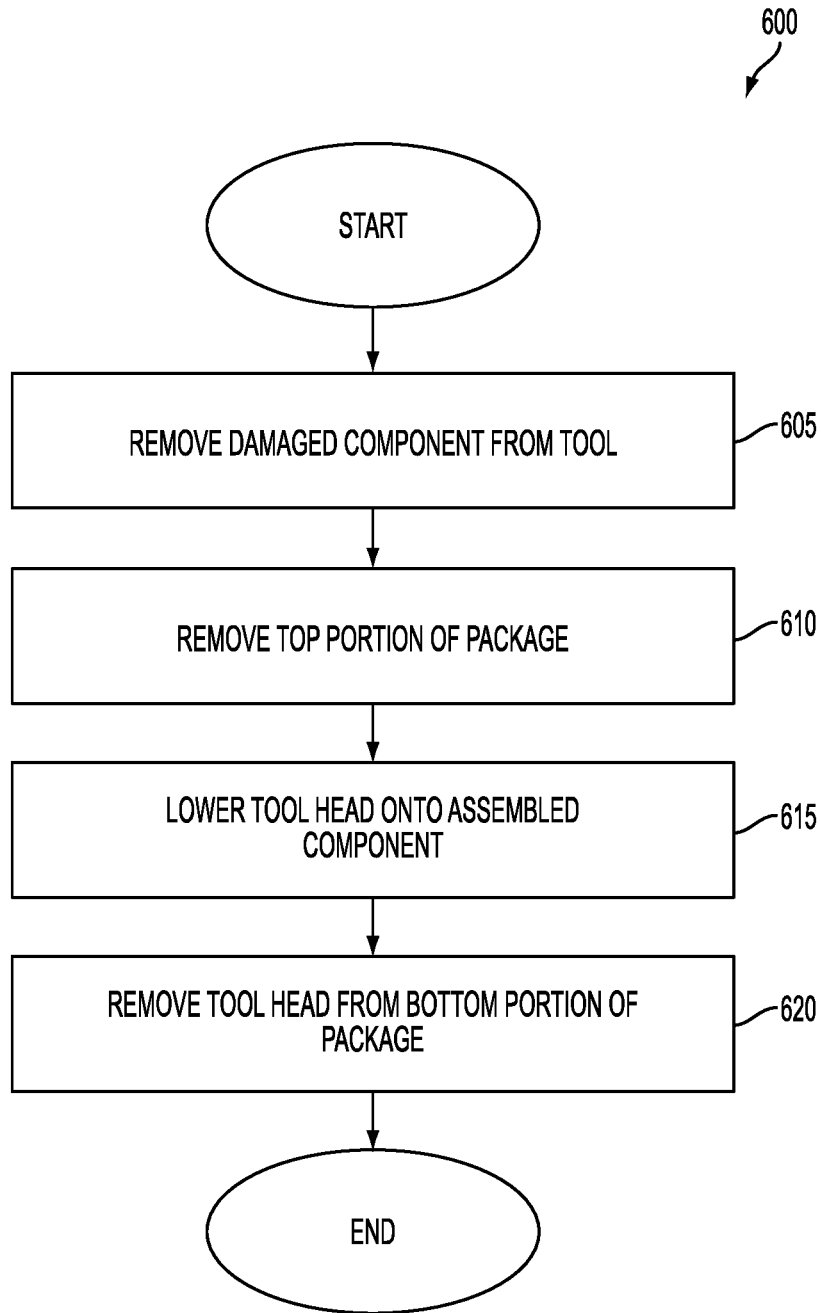 600
START
REMOVE DAMAGED COMPONENT FROM TOOL
605
REMOVE TOP PORTION OF PACKAGE
610
LOWER TOOL HEAD ONTO ASSEMBLED
COMPONENT
615
REMOVE TOOL HEAD FROM BOTTOM PORTION OF
PACKAGE
620
END